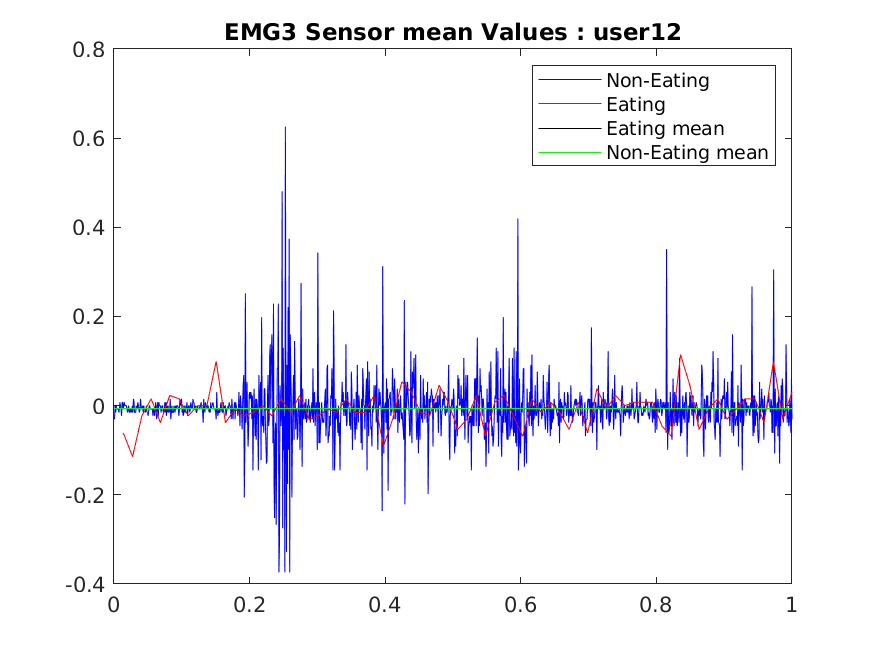 EMG3 Sensor mean Values : user12
0.8
0.6
0.4
0.2
0
-0.2
-0.4
0
0.2
0.4
0.6
0.8
1
Non-Eating
Eating
Eating mean
Non-Eating mean